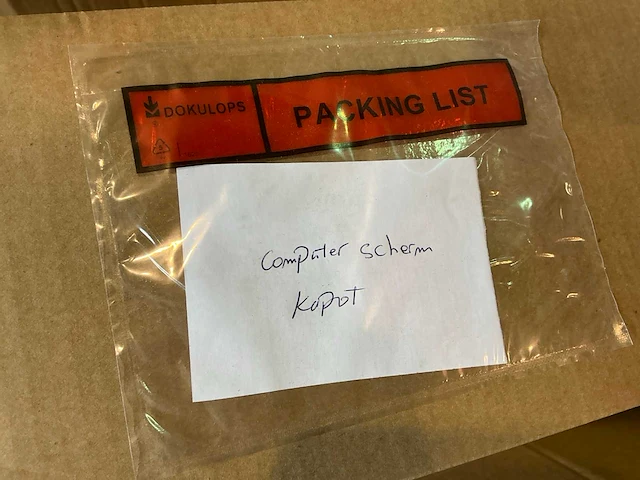 DOKULOPS
PACKING LIST
Computer scherm
kapot